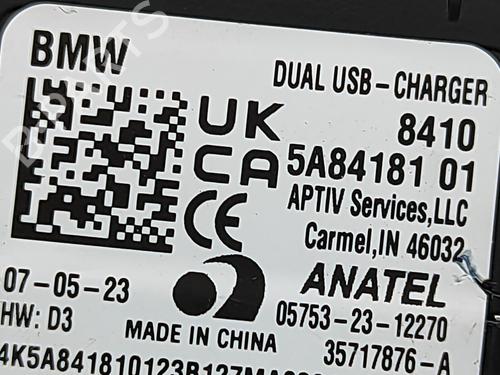 BMW
DUAL USB-CHARGER
8410
UK
CA
5A84181 01
APTIV Services,LLC
CE
Carmel,IN 46032
07-05-23
ANATEL
HW: D3
05753-23-12270
MADE IN CHINA
35717876-A